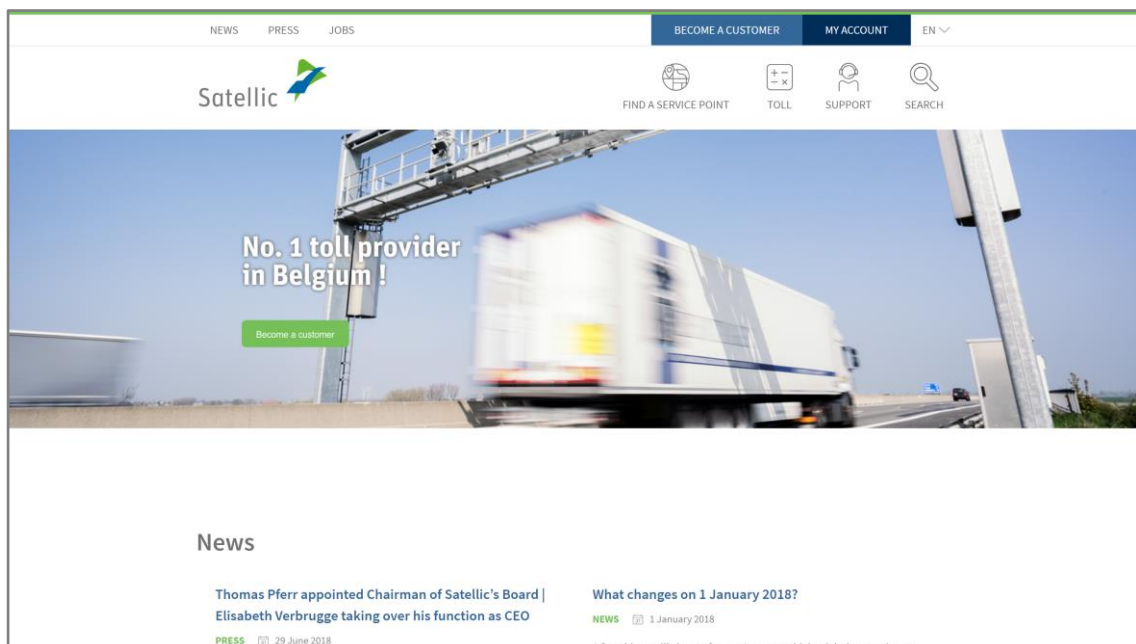 NEWS PRESS JOBS BECOME A CUSTOMER MY ACCOUNT EN
Satellic
FIND A SERVICE POINT TOLL SUPPORT SEARCH
No. 1 toll provider
in Belgium !
Become a customer
News
Thomas Pferr appointed Chairman of Satellic's Board |
Elisabeth Verbrugge taking over his function as CEO
PRESS 29 June 2018
What changes on 1 January 2018?
NEWS 1 January 2018